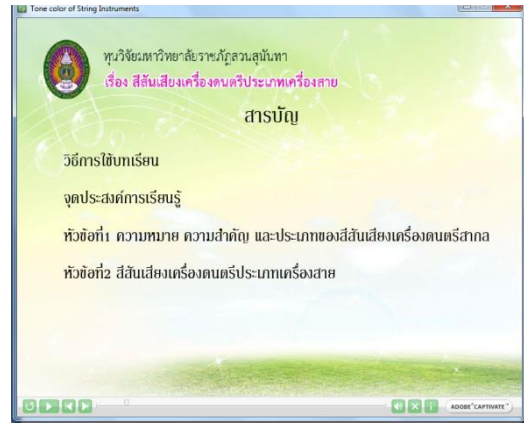 Tone color of String Instruments
ทุนวิจัยมหาวิทยาลัยราชภัฏสวนสุนันทา
เรื่อง สีสันเสียงเครื่องดนตรีประเภทเครื่องสาย
สารบัญ
วิธีการใช้บทเรียน
จุดประสงค์การเรียนรู้
หัวข้อที่1 ความหมาย ความสำคัญ และประเภทของสีสันเสียงเครื่องดนตรีสากล
หัวข้อที่2 สีสันเสียงเครื่องดนตรีประเภทเครื่องสาย
ADOBE CAPTIVATE™